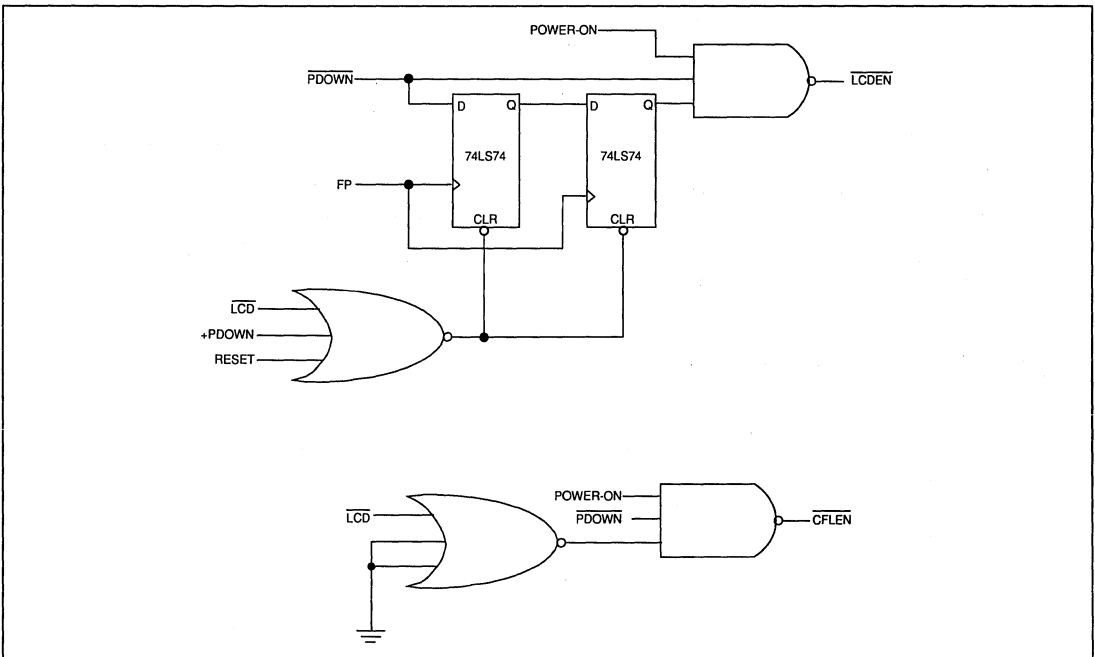 POWER-ON
PDOWN
LCDEN
D Q
D Q
74LS74
74LS74
FP
CLR
CLR
LCD
+PDOWN
RESET
POWER-ON
LCD
PDOWN
CFLEN